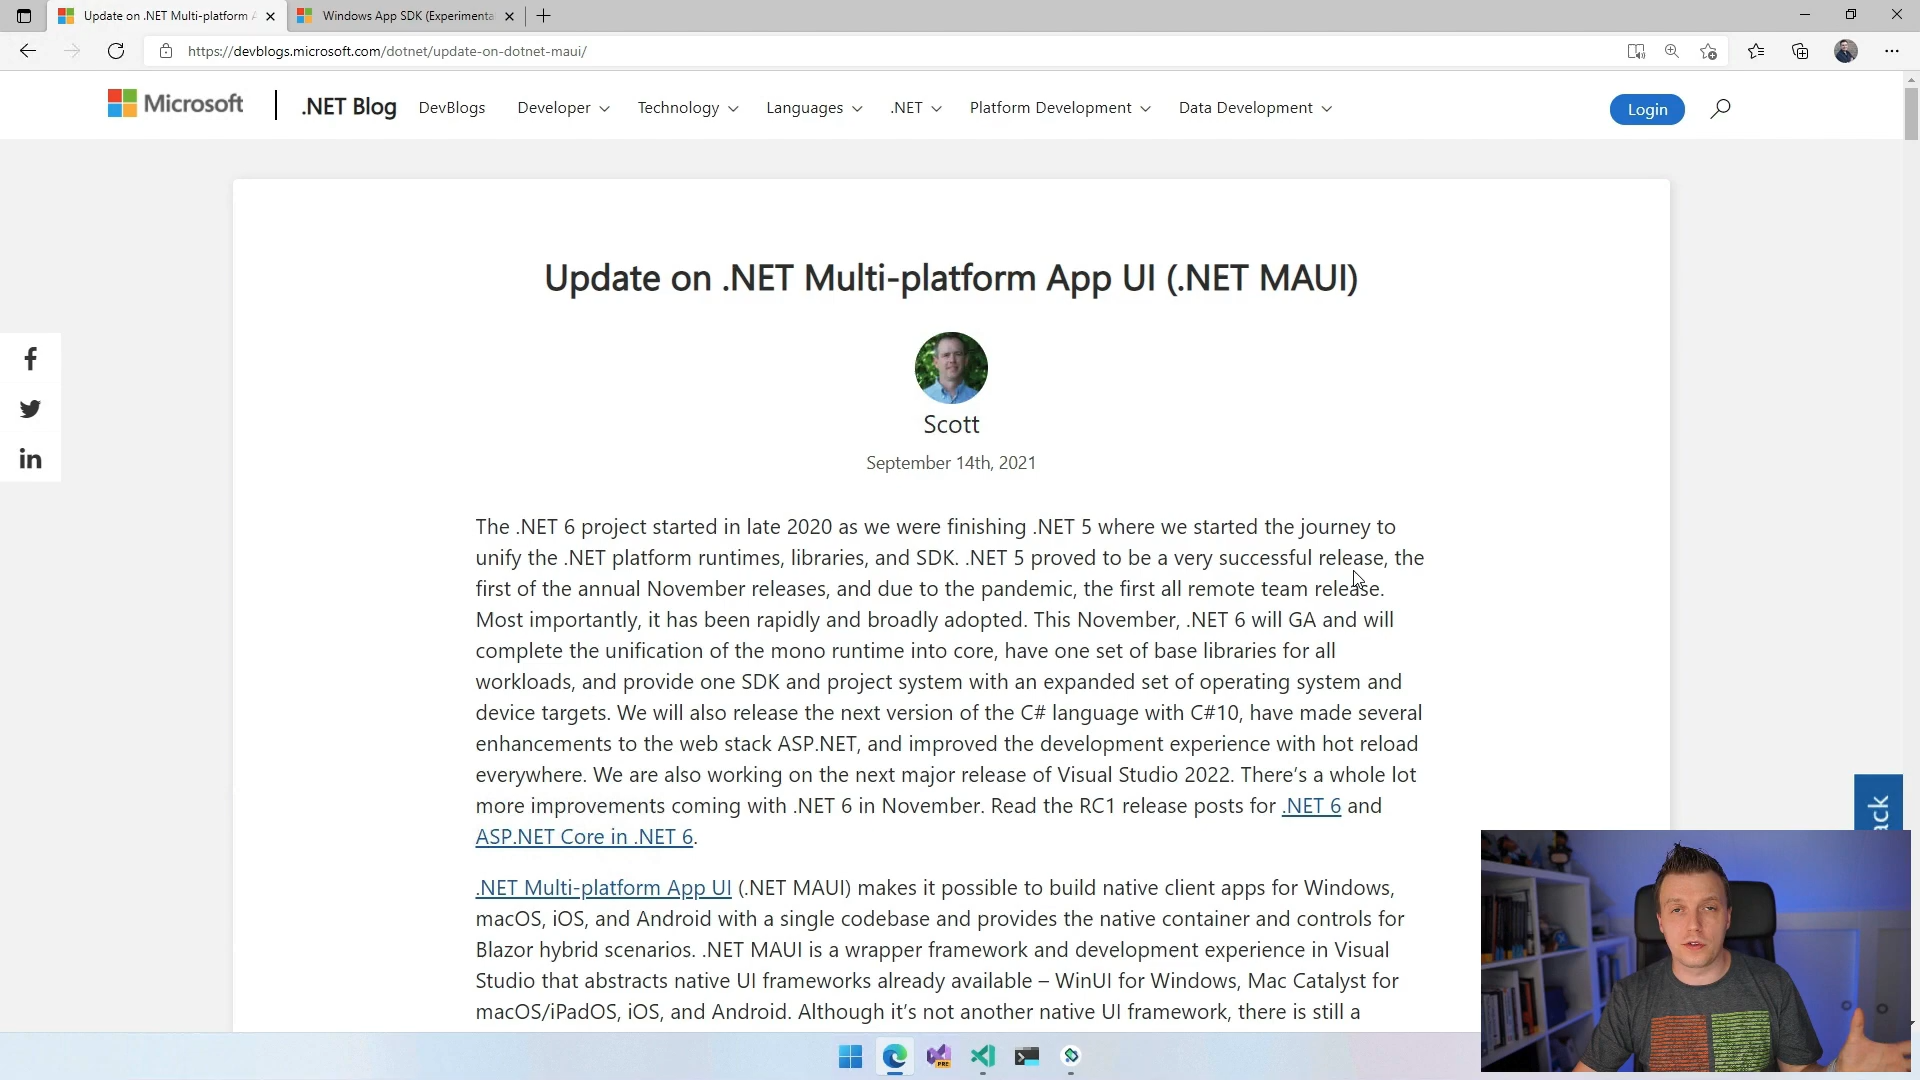 Update on .NET Multi-platform A
Windows App SDK (Experimenta
https://devblogs.microsoft.com/dotnet/update-on-dotnet-maui/
Microsoft
.NET Blog
DevBlogs
Developer
Technology
Languages
.NET
Platform Development
Data Development
Login
Update on .NET Multi-platform App UI (.NET MAUI)
Scott
September 14th, 2021
The .NET 6 project started in late 2020 as we were finishing .NET 5 where we started the journey to
unify the .NET platform runtimes, libraries, and SDK. .NET 5 proved to be a very successful release, the
first of the annual November releases, and due to the pandemic, the first all remote team release.
Most importantly, it has been rapidly and broadly adopted. This November, .NET 6 will GA and will
complete the unification of the mono runtime into core, have one set of base libraries for all
workloads, and provide one SDK and project system with an expanded set of operating system and
device targets. We will also release the next version of the C# language with C#10, have made several
enhancements to the web stack ASP.NET, and improved the development experience with hot reload
everywhere. We are also working on the next major release of Visual Studio 2022. There's a whole lot
more improvements coming with .NET 6 in November. Read the RC1 release posts for .NET 6 and
ASP.NET Core in .NET 6.
.NET Multi-platform App UI (.NET MAUI) makes it possible to build native client apps for Windows,
macOS, iOS, and Android with a single codebase and provides the native container and controls for
Blazor hybrid scenarios. .NET MAUI is a wrapper framework and development experience in Visual
Studio that abstracts native UI frameworks already available – WinUI for Windows, Mac Catalyst for
macOS/iPadOS, iOS, and Android. Although it's not another native UI framework, there is still a
ack
PRE